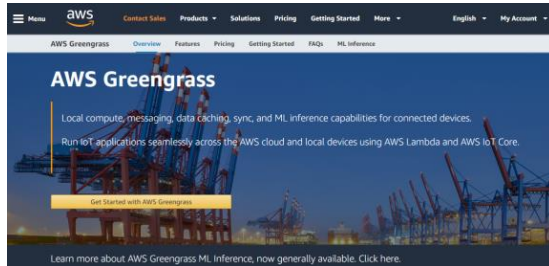 Menu aws Contact Sales Products Solutions Pricing Getting Started More English My Account
AWS Greengrass Overview Features Pricing Getting Started FAQs ML Inference
AWS Greengrass
Local compute, messaging, data caching, sync, and ML inference capabilities for connected devices.
Run IoT applications seamlessly across the AWS cloud and local devices using AWS Lambda and AWS IoT Core.
Get Started with AWS Greengrass
Learn more about AWS Greengrass ML Inference, now generally available. Click here.